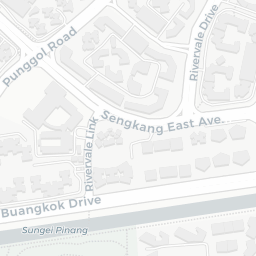 Punggol Road
Rivervale Drive
Sengkang East Ave.
Rivervale Link
Buangkok Drive
Sungei Pinang